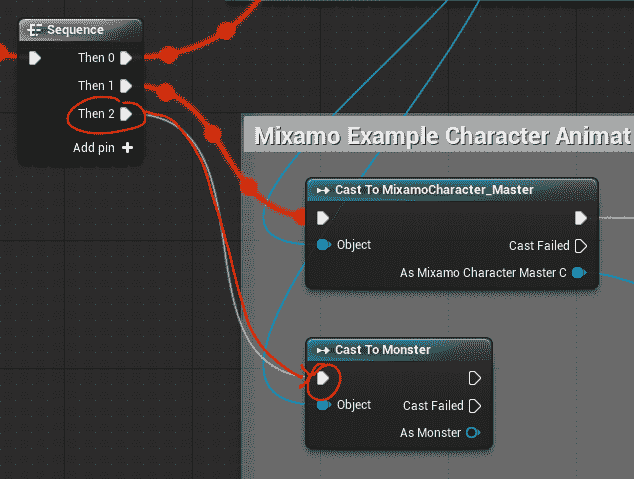 Sequence
Then 0
Then 1
Then 2
Add pin
Mixamo Example Character Animat
Cast To MixamoCharacter_Master
Object
Cast Failed
As Mixamo Character Master C
Cast To Monster
Object
Cast Failed
As Monster